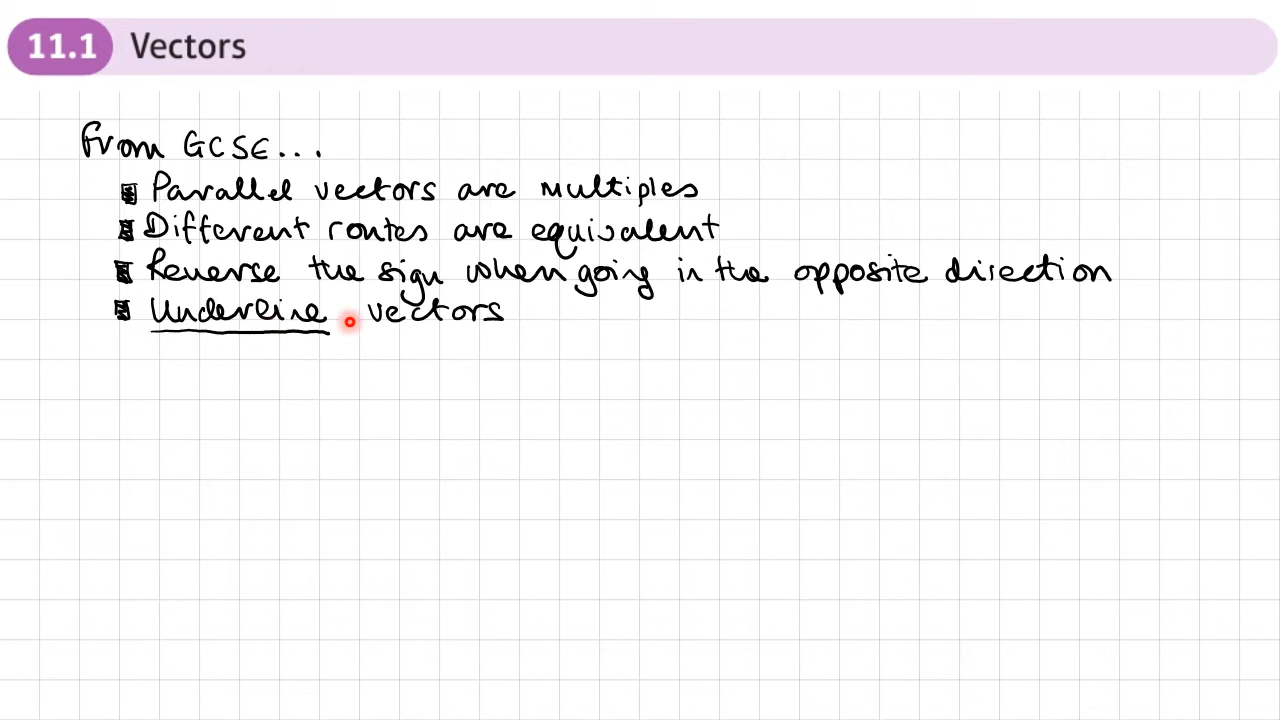 11.1 Vectors
From GCSE...
Parallel vectors are multiples
Different routes are equivalent
Reverse the sign when going in the opposite direction
Underline vectors